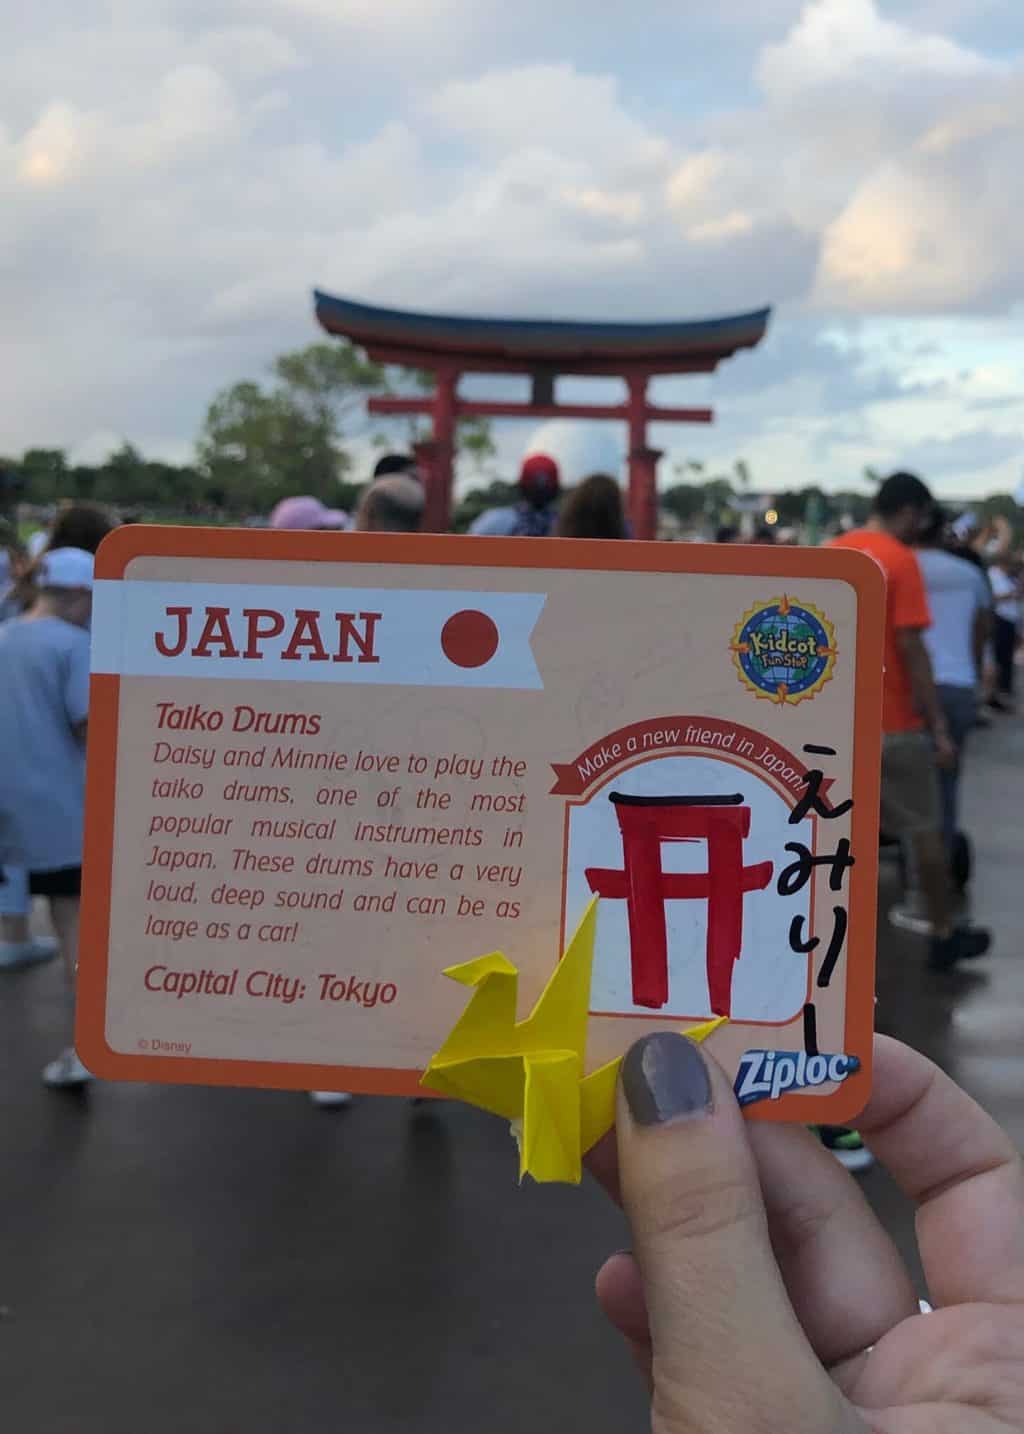 JAPAN
Kidcot
Fun Stop
Taiko Drums
Daisy and Minnie love to play the
taiko drums, one of the most
popular musical instruments in
Japan. These drums have a very
loud, deep sound and can be as
large as a car!
Capital City: Tokyo
© Disney
Make a new friend in Japan!
えみりー
Ziploc